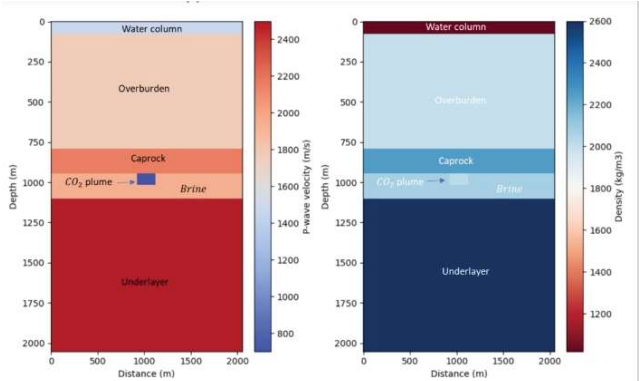 Water column
Overburden
Caprock
CO2 plume
Brine
Underlayer
0
250
500
750
1000
1250
1500
1750
2000
Depth (m)
0
500
1000
1500
2000
Distance (m)
2400
2200
2000
1800
1600
1400
1200
1000
800
P-wave velocity (m/s)
Water column
Overburden
Caprock
CO2 plume
Brine
Underlayer
0
250
500
750
1000
1250
1500
1750
2000
Depth (m)
0
500
1000
1500
2000
Distance (m)
2600
2400
2200
2000
1800
1600
1400
1200
Density (kg/m3)